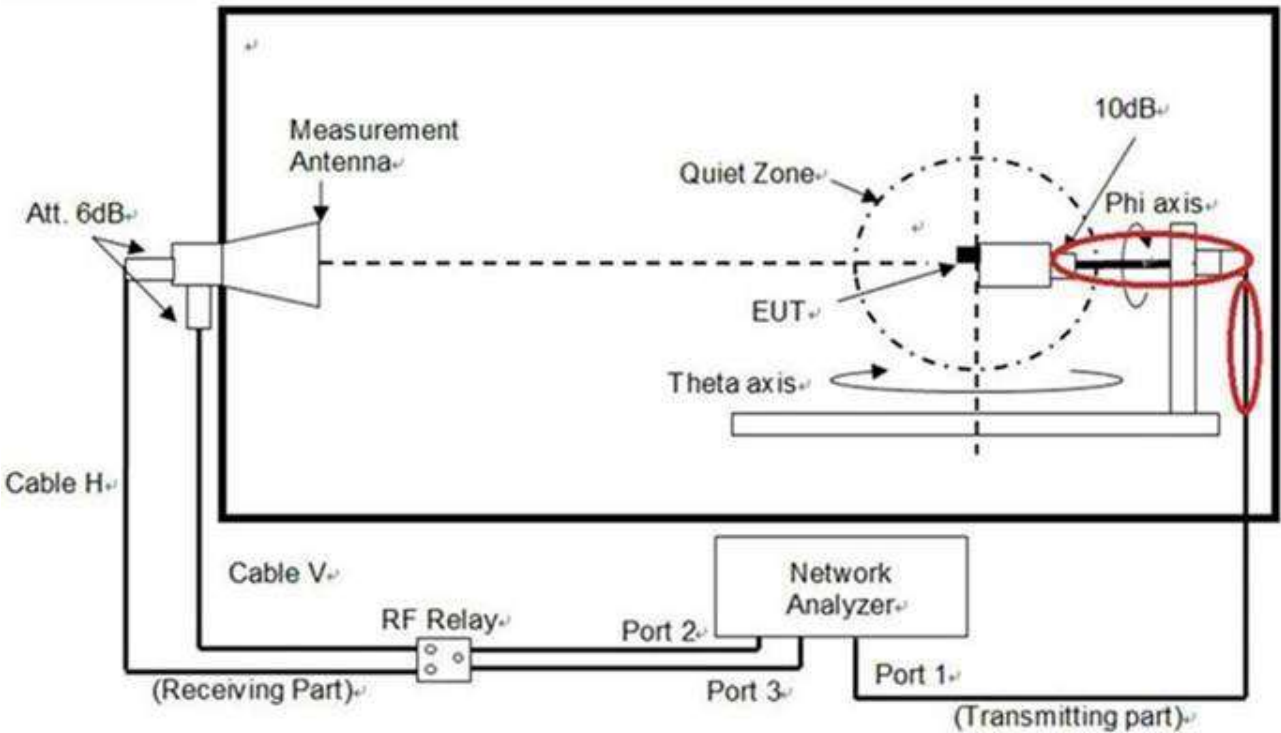 Measurement
Antenna
Att. 6dB
Quiet Zone
10dB
Phi axis
EUT
Theta axis
Cable H
Cable V
Network
Analyzer
RF Relay
Port 2
Port 3
Port 1
(Receiving Part)
(Transmitting part)